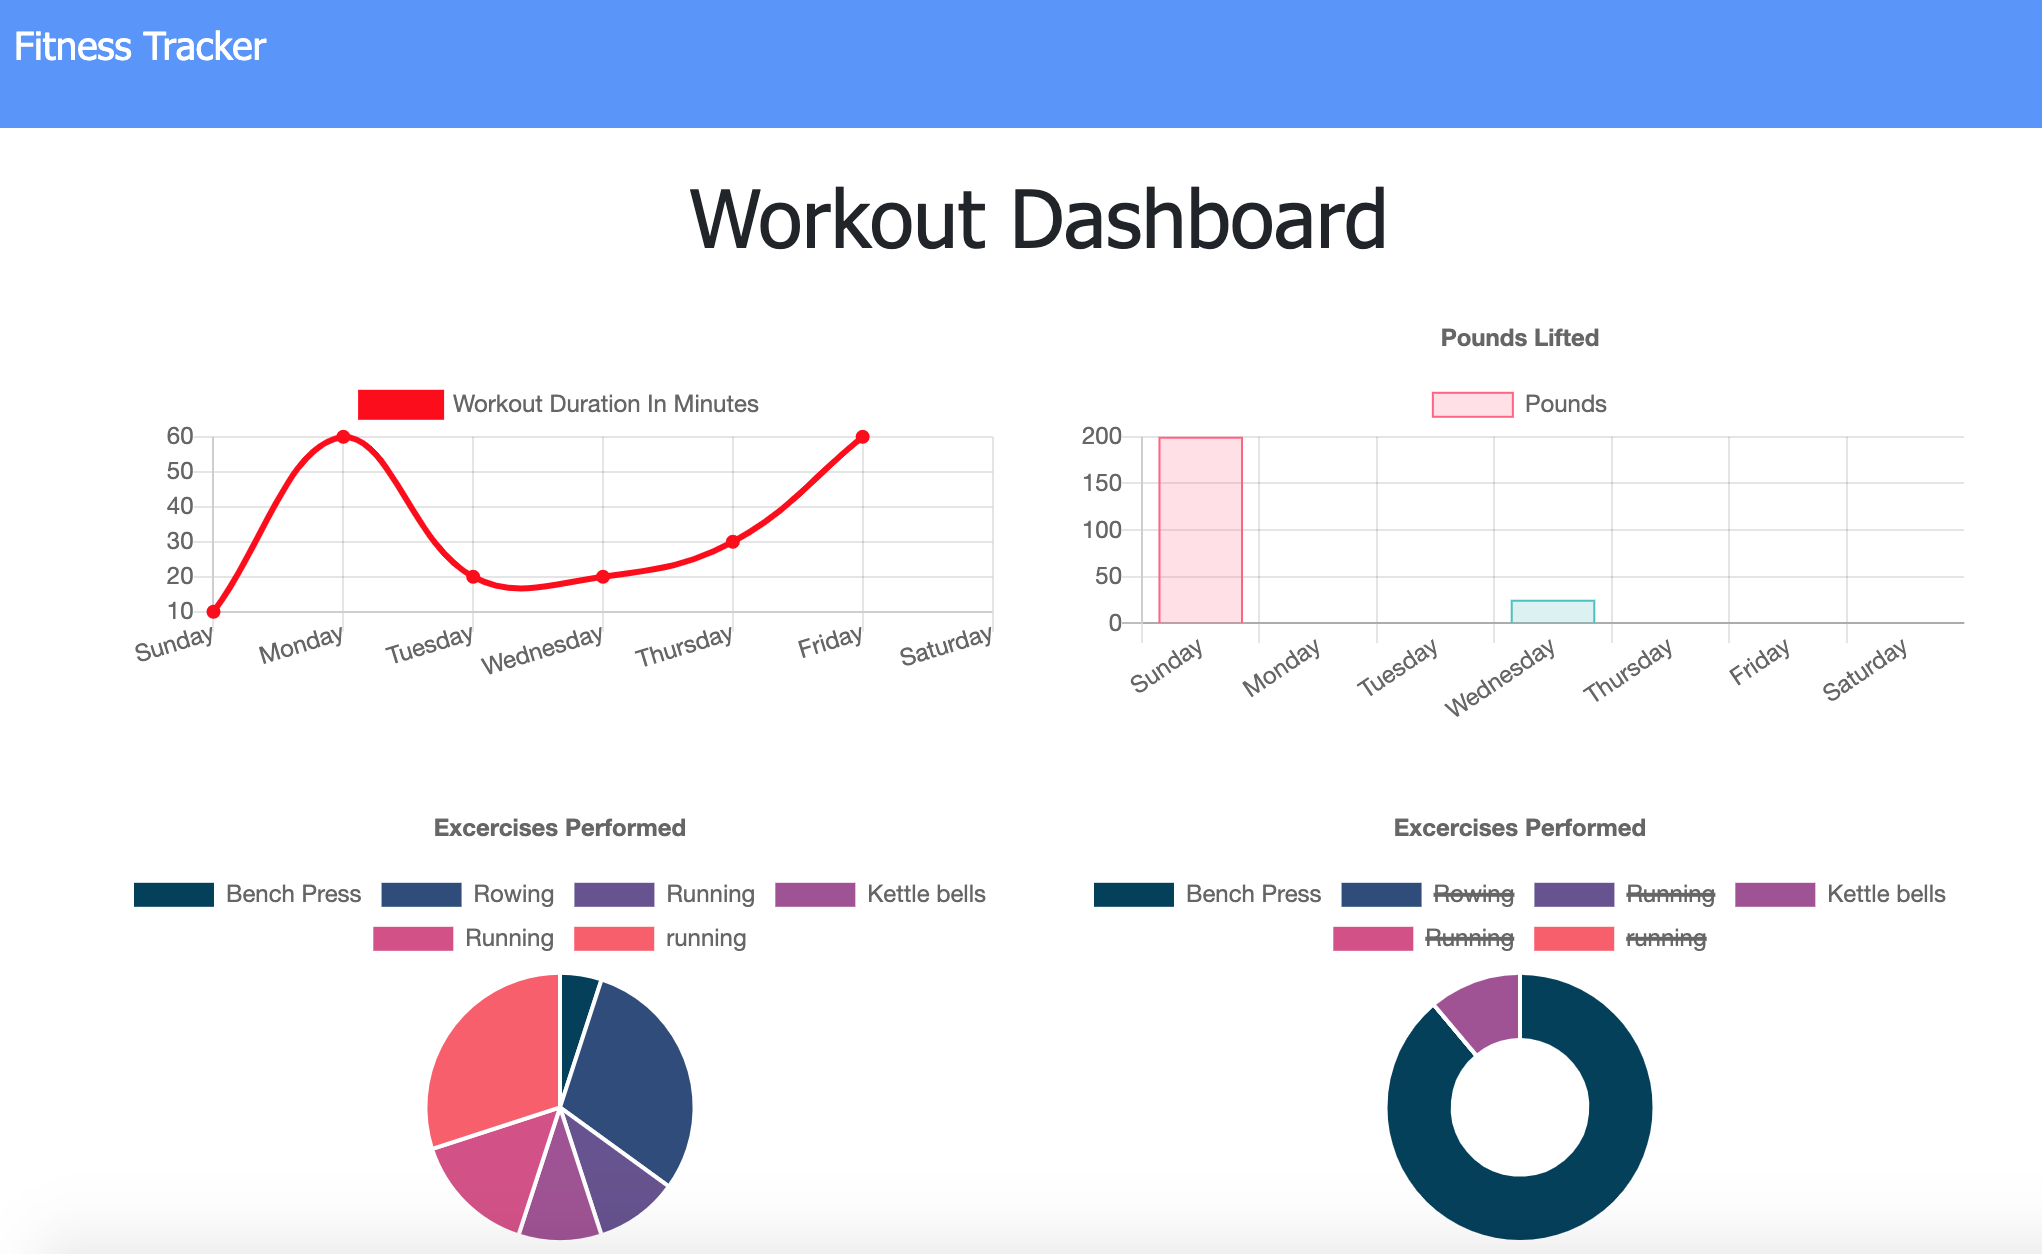 Fitness Tracker
Workout Dashboard
Workout Duration In Minutes
60
50
40
30
20
10
Sunday Monday Tuesday Wednesday Thursday Friday Saturday
Pounds Lifted
Pounds
200
150
100
50
0
Sunday Monday Tuesday Wednesday Thursday Friday Saturday
Excercises Performed
Bench Press Rowing Running Kettle bells
Running running
Excercises Performed
Bench Press Rowing Running Kettle bells
Running running